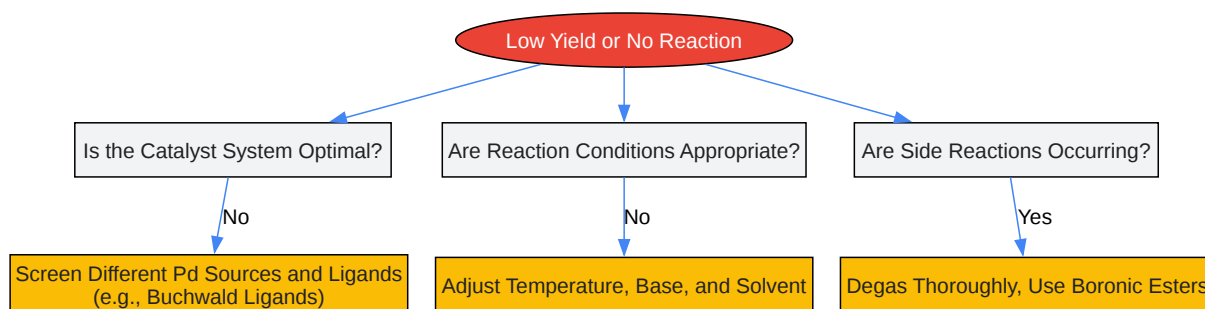 Low Yield or No Reaction
Is the Catalyst System Optimal?
Are Reaction Conditions Appropriate?
Are Side Reactions Occurring?
No
No
Yes
Screen Different Pd Sources and Ligands
(e.g., Buchwald Ligands)
Adjust Temperature, Base, and Solvent
Degas Thoroughly, Use Boronic Esters